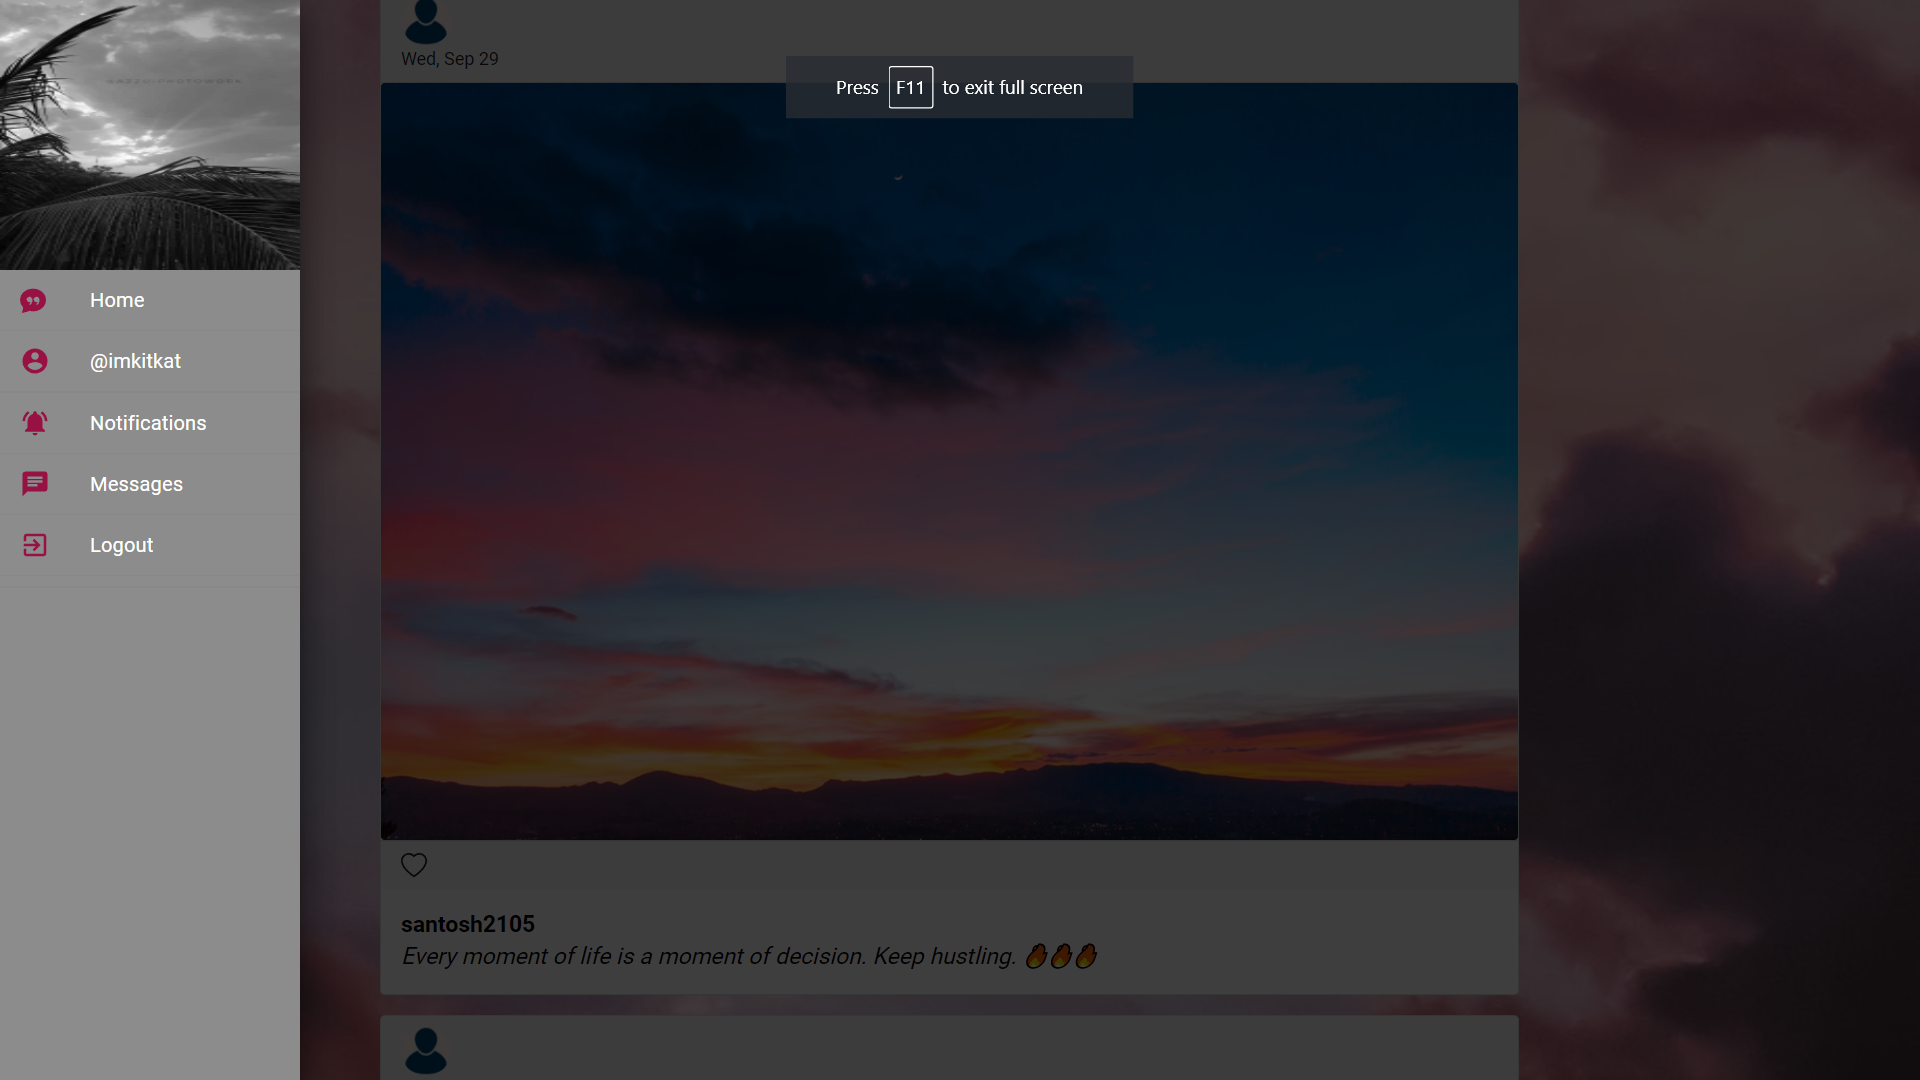 Home
@imkitkat
Notifications
Messages
Logout
Wed, Sep 29
Press F11 to exit full screen
santosh2105
Every moment of life is a moment of decision. Keep hustling. 🔥🔥🔥